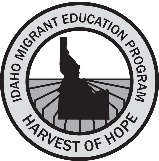 IDAHO MIGRANT EDUCATION PROGRAM
HARVEST OF HOPE